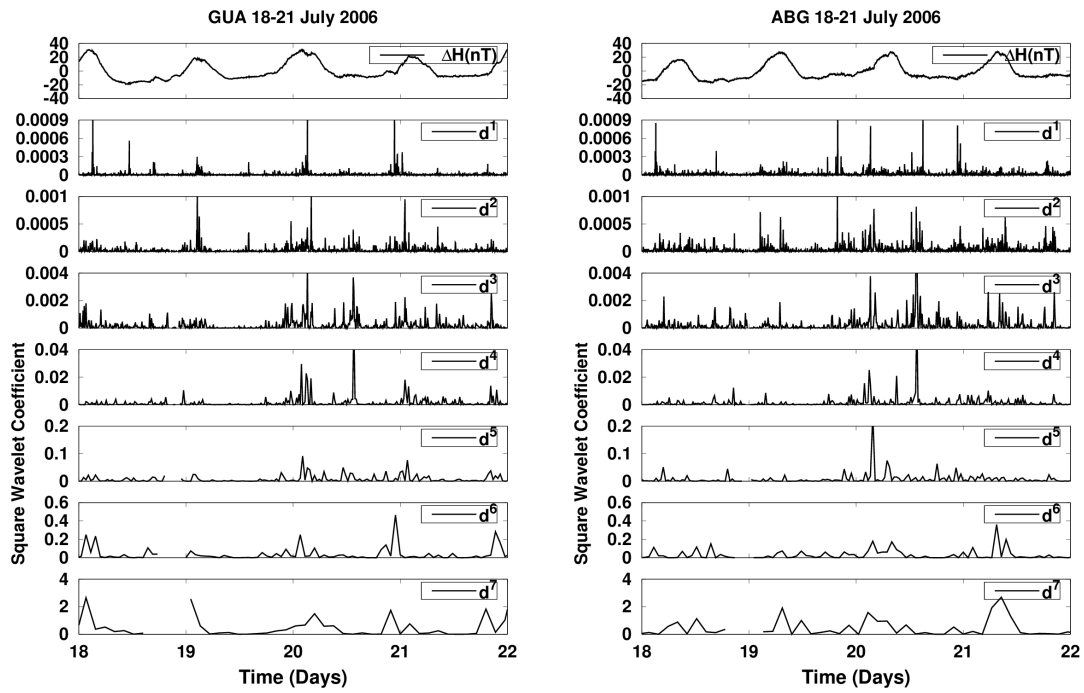 GUA 18-21 July 2006
40
20
0
-20
-40
ΔH(nT)
0.0009
0.0006
0.0003
0
d1
0.001
0.0005
0
d2
0.004
0.002
0
d3
0.04
0.02
0
d4
0.2
0.1
0
d5
0.6
0.4
0.2
0
d6
4
2
0
d7
18 19 20 21 22
Time (Days)
Square Wavelet Coefficient
ABG 18-21 July 2006
40
20
0
-20
-40
ΔH(nT)
0.0009
0.0006
0.0003
0
d1
0.001
0.0005
0
d2
0.004
0.002
0
d3
0.04
0.02
0
d4
0.2
0.1
0
d5
0.6
0.4
0.2
0
d6
4
2
0
d7
18 19 20 21 22
Time (Days)
Square Wavelet Coefficient